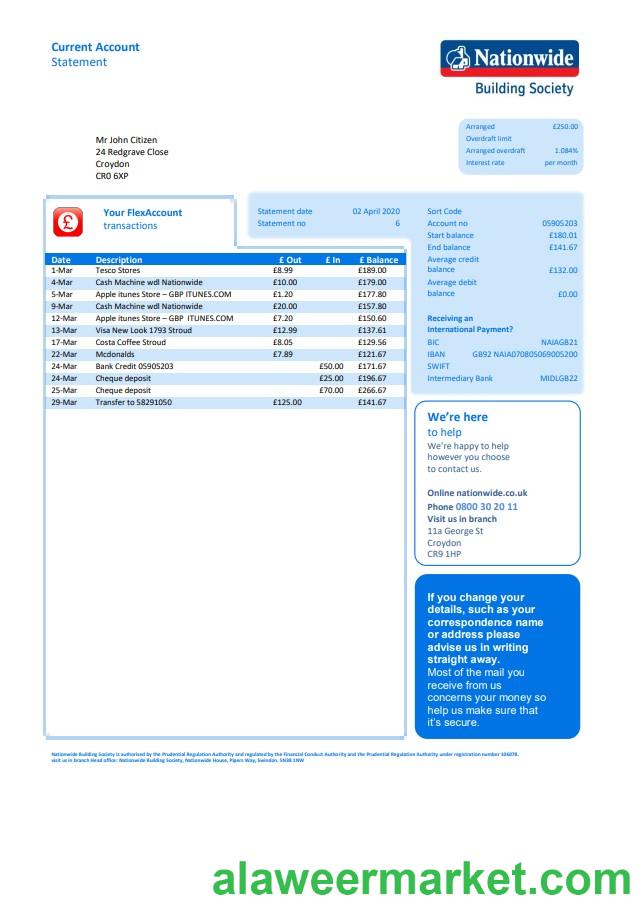 Current Account
Statement
Nationwide
Building Society
Arranged £250.00
Overdraft limit
Arranged overdraft 1.084%
Interest rate per month
Mr John Citizen
24 Redgrave Close
Croydon
CR0 6XP
Your FlexAccount
transactions
Statement date 02 April 2020
Statement no 6
Sort Code
Account no 05905203
Start balance £180.01
End balance £141.67
Average credit
balance £132.00
Average debit
balance £0.00
Receiving an
International Payment?
BIC NAIAGB21
IBAN GB92 NAIA070805069005200
SWIFT
Intermediary Bank MIDLGB22
Date Description £ Out £ In £ Balance
1-Mar Tesco Stores £8.99 £189.00
4-Mar Cash Machine wdl Nationwide £10.00 £179.00
5-Mar Apple itunes Store – GBP ITUNES.COM £1.20 £177.80
9-Mar Cash Machine wdl Nationwide £20.00 £157.80
12-Mar Apple itunes Store – GBP ITUNES.COM £7.20 £150.60
13-Mar Visa New Look 1793 Stroud £12.99 £137.61
17-Mar Costa Coffee Stroud £8.05 £129.56
22-Mar Mcdonalds £7.89 £121.67
24-Mar Bank Credit 05905203 £50.00 £171.67
24-Mar Cheque deposit £25.00 £196.67
25-Mar Cheque deposit £70.00 £266.67
29-Mar Transfer to 58291050 £125.00 £141.67
We're here
to help
We're happy to help
however you choose
to contact us.
Online nationwide.co.uk
Phone 0800 30 20 11
Visit us in branch
11a George St
Croydon
CR9 1HP
If you change your
details, such as your
correspondence name
or address please
advise us in writing
straight away.
Most of the mail you
receive from us
concerns your money so
help us make sure that
it's secure.
Nationwide Building Society is authorised by the Prudential Regulation Authority and regulated by the Financial Conduct Authority and the Prudential Regulation Authority under registration number 106078.
visit us in branch Head office: Nationwide Building Society, Nationwide House, Pipers Way, Swindon. SN38 1NW
alaweermarket.com